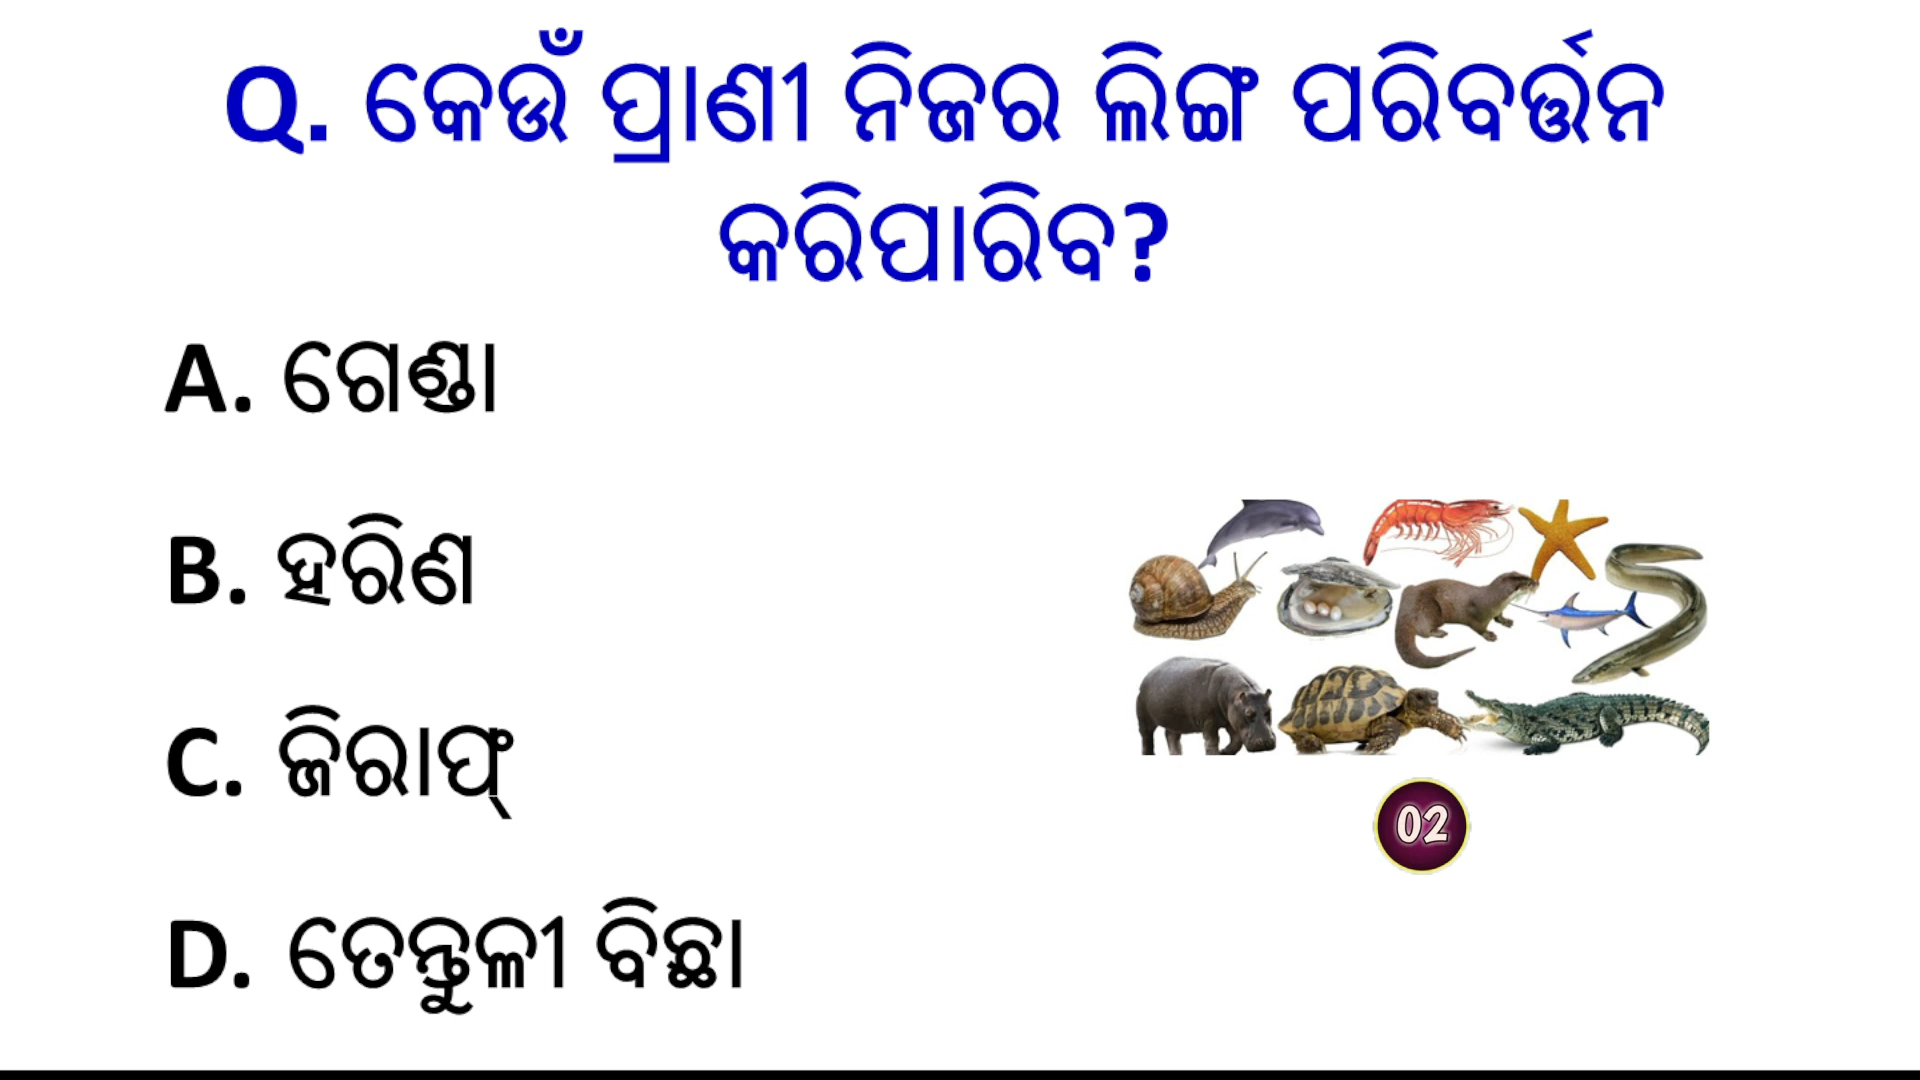 Q. କେଉଁ ପ୍ରାଣୀ ନିଜର ଲିଙ୍ଗ ପରିବର୍ତ୍ତନ
କରିପାରିବ?
A. ଗେଣ୍ଡା
B. ହରିଣ
C. ଜିରାଫ୍
D. ତେନ୍ତୁଳୀ ବିଛା
02